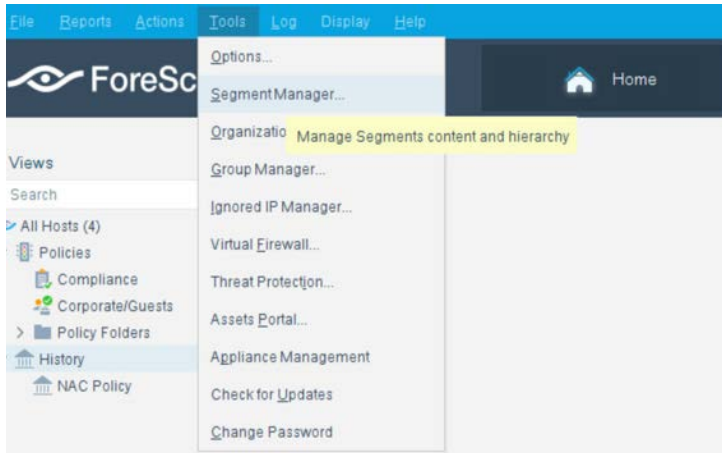 File Reports Actions Tools Log Display Help
ForeSc
Home
Options...
Segment Manager...
Organizatio
Manage Segments content and hierarchy
Group Manager...
Ignored IP Manager...
Virtual Firewall...
Threat Protection...
Assets Portal...
Appliance Management
Check for Updates
Change Password
Views
Search
All Hosts (4)
Policies
Compliance
Corporate/Guests
Policy Folders
History
NAC Policy